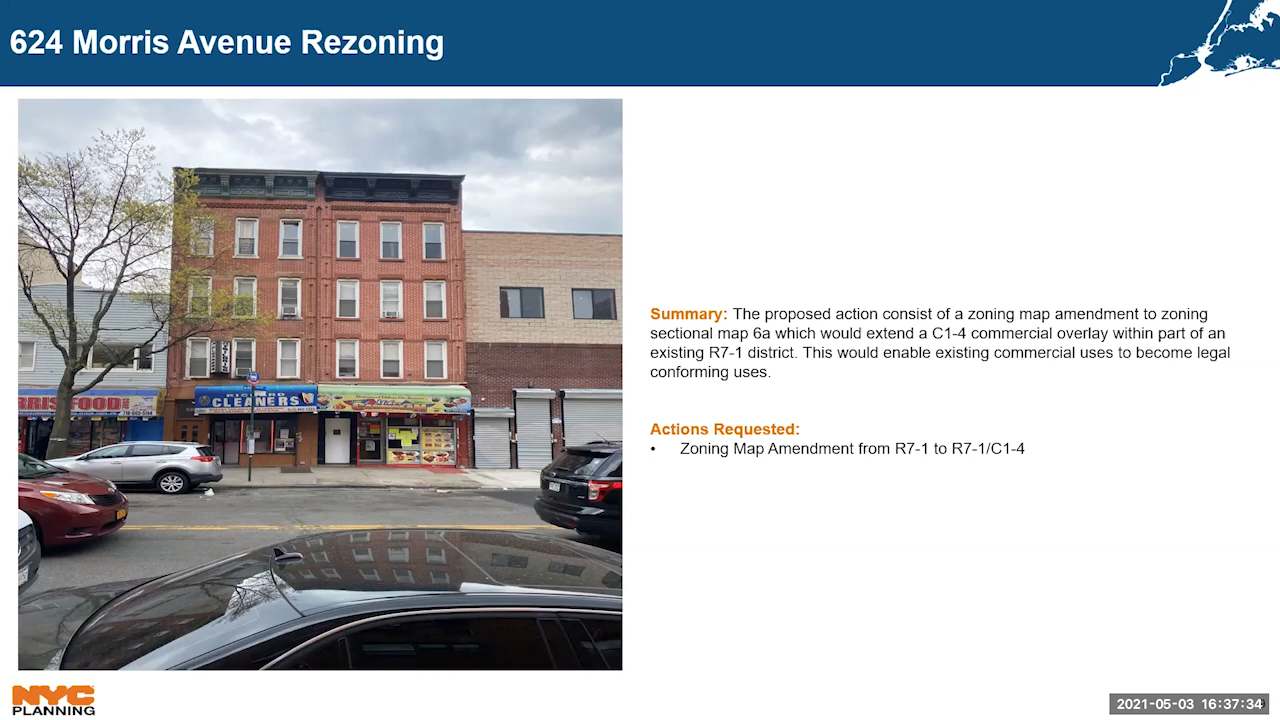 624 Morris Avenue Rezoning
CLEANERS
Summary: The proposed action consist of a zoning map amendment to zoning
sectional map 6a which would extend a C1-4 commercial overlay within part of an
existing R7-1 district. This would enable existing commercial uses to become legal
conforming uses.
Actions Requested:
• Zoning Map Amendment from R7-1 to R7-1/C1-4
NYC
PLANNING
2021-05-03 16:37:34